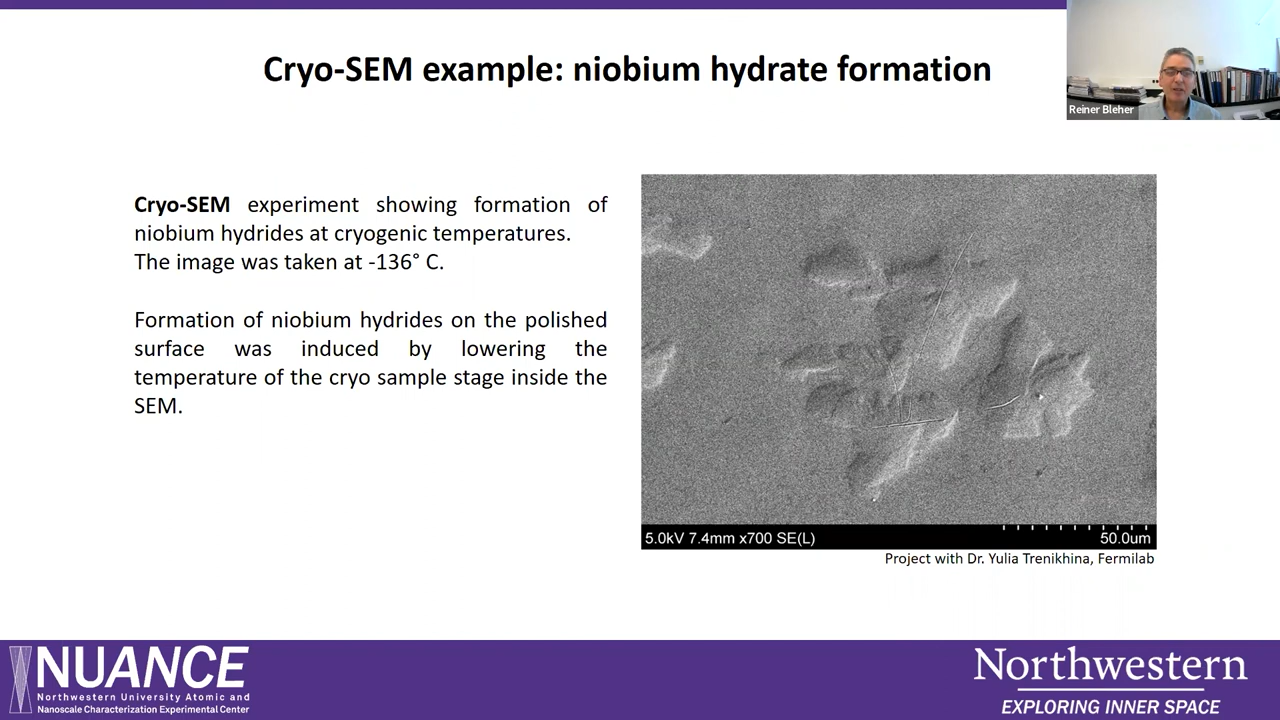 Cryo-SEM example: niobium hydrate formation
Reiner Bleher
Cryo-SEM experiment showing formation of
niobium hydrides at cryogenic temperatures.
The image was taken at -136° C.
Formation of niobium hydrides on the polished
surface was induced by lowering the
temperature of the cryo sample stage inside the
SEM.
5.0kV 7.4mm x700 SE(L)
50.0um
Project with Dr. Yulia Trenikhina, Fermilab
NUANCE
Northwestern University Atomic and
Nanoscale Characterization Experimental Center
Northwestern
EXPLORING INNER SPACE